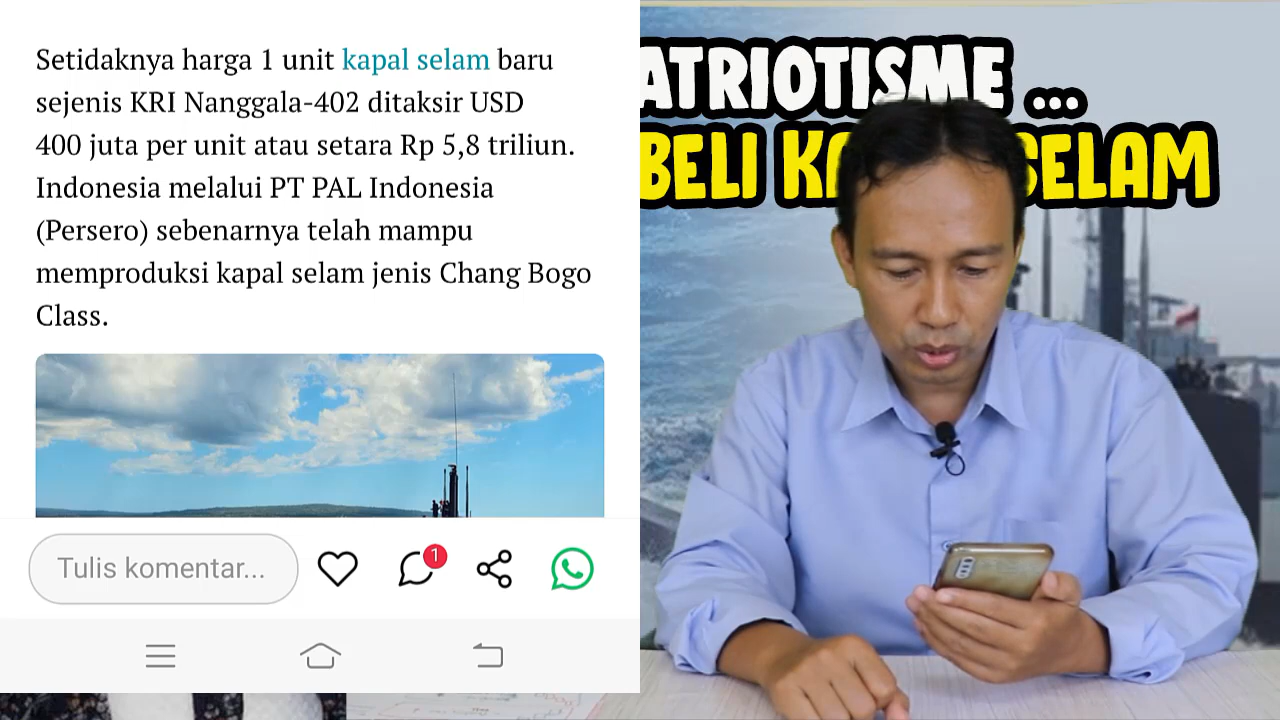 Setidaknya harga 1 unit kapal selam baru
sejenis KRI Nanggala-402 ditaksir USD
400 juta per unit atau setara Rp 5,8 triliun.
Indonesia melalui PT PAL Indonesia
(Persero) sebenarnya telah mampu
memproduksi kapal selam jenis Chang Bogo
Class.
Tulis komentar...
1
ATRIOTISME ...
BELI KA SELAM